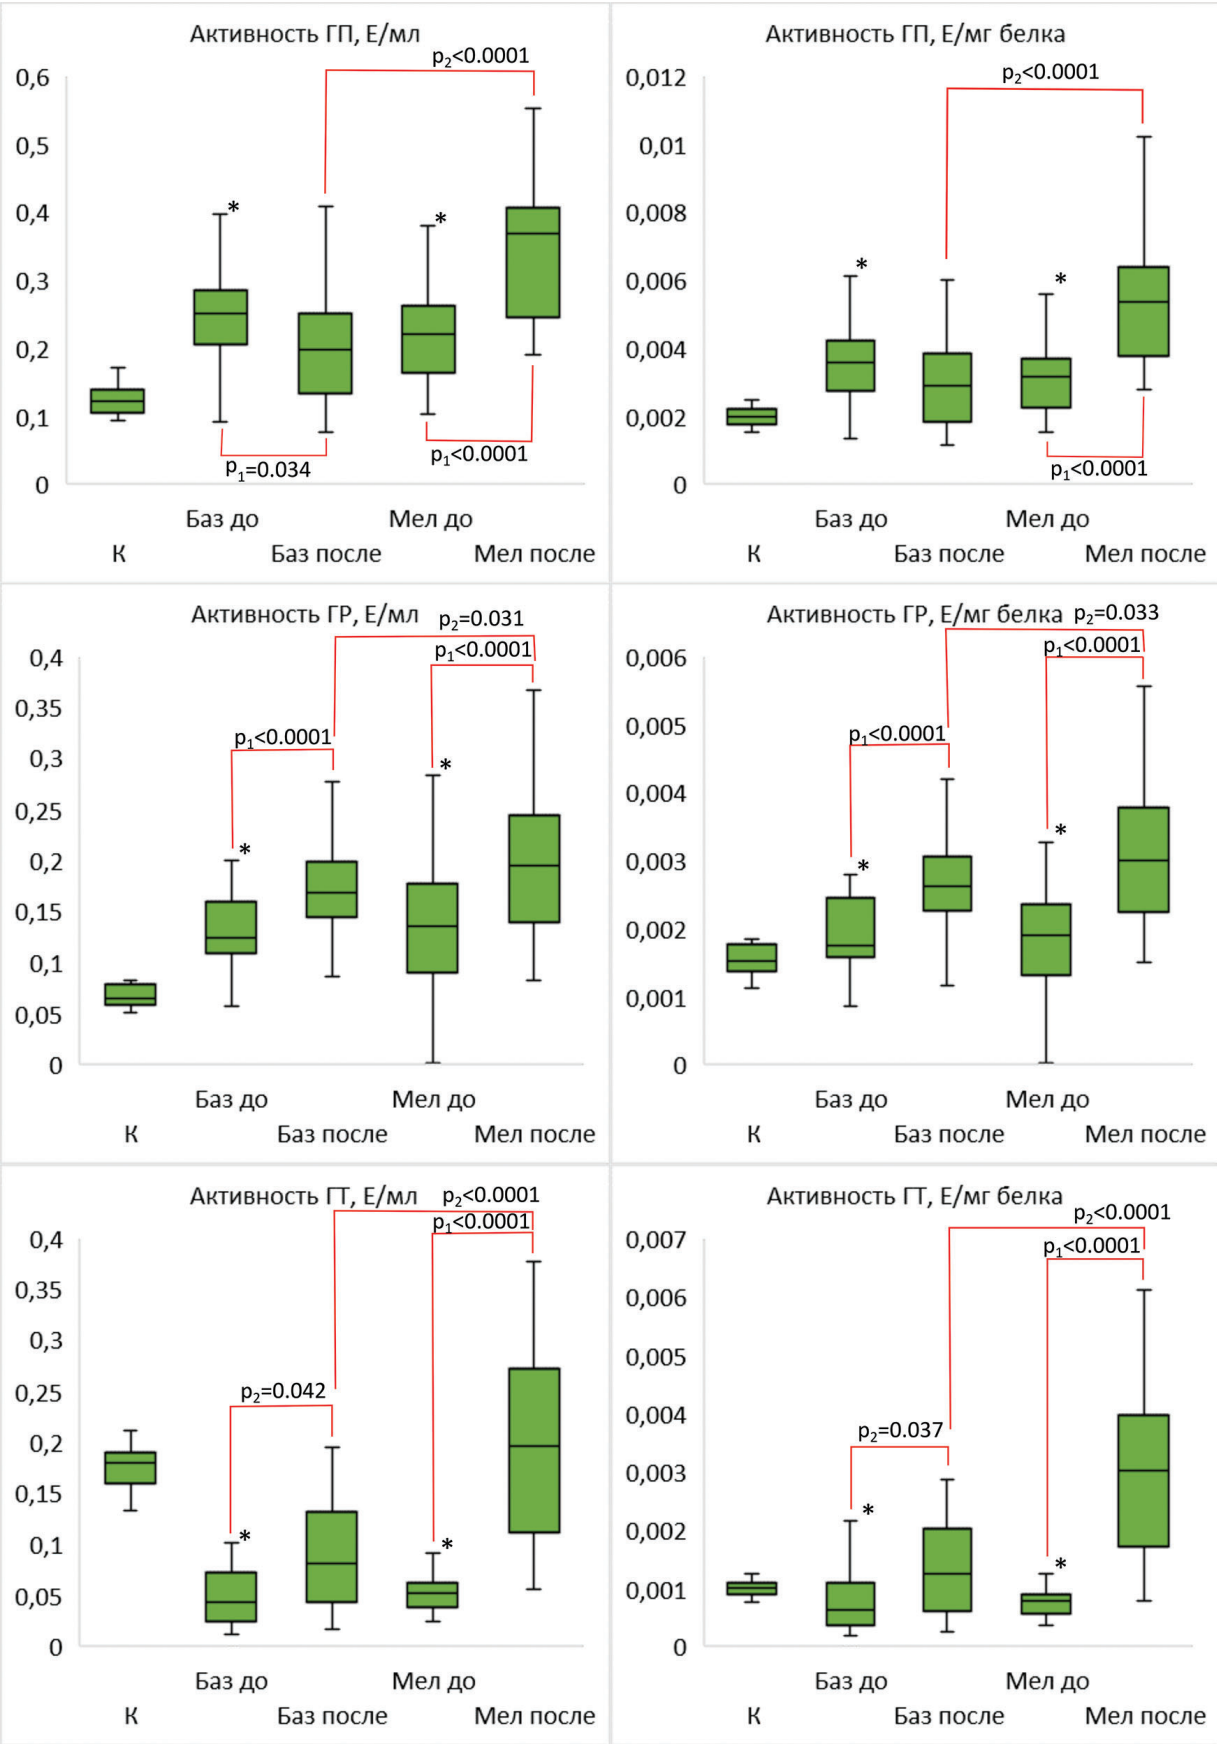 Активность ГП, Е/мл
p2<0.0001
0,6
0,5
0,4
0,3
0,2
0,1
0
*
*
p1=0.034
p1<0.0001
Баз до
Мел до
К
Баз после
Мел после
Активность ГП, Е/мг белка
p2<0.0001
0,012
0,01
0,008
0,006
0,004
0,002
0
*
*
p1<0.0001
Баз до
Мел до
К
Баз после
Мел после
Активность ГР, Е/мл
p2=0.031
p1<0.0001
0,4
0,35
0,3
0,25
0,2
0,15
0,1
0,05
0
p1<0.0001
*
*
Баз до
Мел до
К
Баз после
Мел после
Активность ГР, Е/мг белка
p2=0.033
p1<0.0001
0,006
0,005
0,004
0,003
0,002
0,001
0
p1<0.0001
*
*
Баз до
Мел до
К
Баз после
Мел после
Активность ГТ, Е/мл
p2<0.0001
p1<0.0001
0,4
0,35
0,3
0,25
0,2
0,15
0,1
0,05
0
p2=0.042
*
*
Баз до
Мел до
К
Баз после
Мел после
Активность ГТ, Е/мг белка
p2<0.0001
p1<0.0001
0,007
0,006
0,005
0,004
0,003
0,002
0,001
0
p2=0.037
*
*
Баз до
Мел до
К
Баз после
Мел после